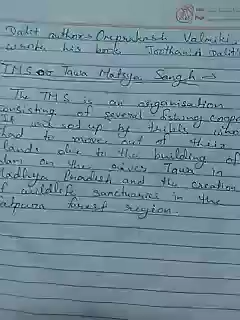 Dalit authors Omprakash Valmiki,
wrote his book Joothan is Dalit
TMS or Tawa Matsya Sangh →
The TMS is an organisation
consisting of several fishing coope
It was set up by tribals who
had to move out of their
lands due to the building of
dam on the river Tawa in
Madhya Pradesh and the creation
of wildlife sanctuaries in the
atpura forest region.